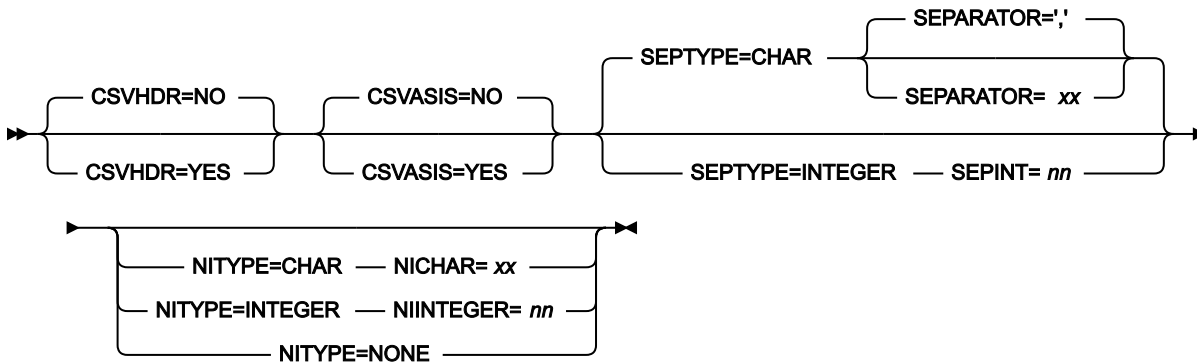 SEPARATOR=','
SEPTYPE=CHAR
CSVHDR=NO CSVASIS=NO SEPARATOR= xx
CSVHDR=YES CSVASIS=YES SEPTYPE=INTEGER SEPINT= nn
NITYPE=CHAR NICHAR= xx
NITYPE=INTEGER NIINTEGER= nn
NITYPE=NONE